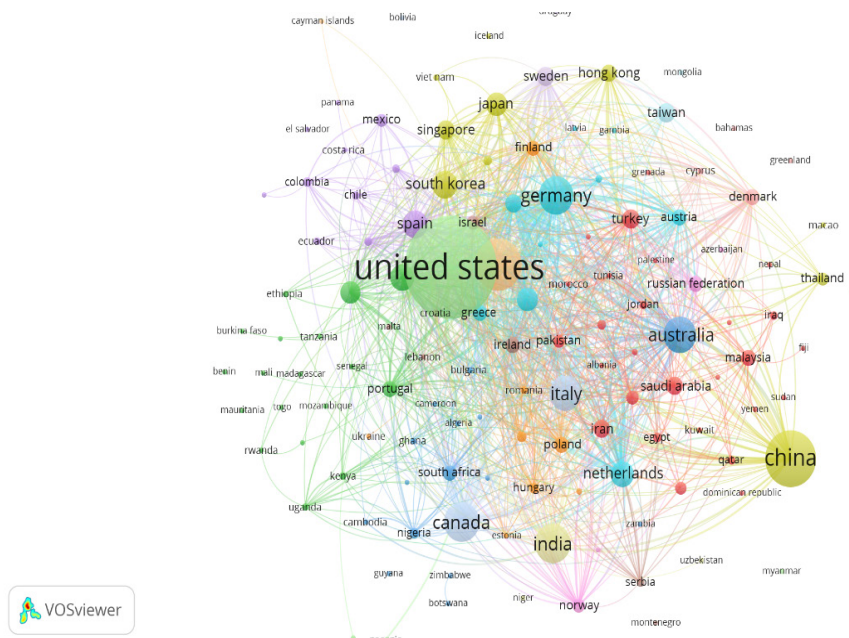 cayman islands
bolivia
iceland
viet nam
sweden
hong kong
mongolia
panama
mexico
japan
taiwan
el salvador
singapore
latvia
gambia
bahamas
costa rica
finland
greenland
colombia
south korea
grenada
cyprus
chile
germany
denmark
spain
israel
turkey
austria
macao
ecuador
azerbaijan
united states
palestine
nepal
tunisia
thailand
ethiopia
morocco
russian federation
jordan
croatia
greece
iraq
burkina faso
malta
tanzania
ireland
pakistan
australia
fiji
lebanon
malaysia
benin
mali
madagascar
senegal
bulgaria
albania
portugal
romania
italy
saudi arabia
sudan
mauritania
togo
mozambique
cameroon
yemen
algeria
ukraine
ghana
poland
iran
egypt
kuwait
rwanda
china
qatar
kenya
south africa
netherlands
hungary
dominican republic
uganda
cambodia
nigeria
canada
estonia
zambia
india
guyana
zimbabwe
uzbekistan
myanmar
serbia
botswana
niger
norway
montenegro
VOSviewer